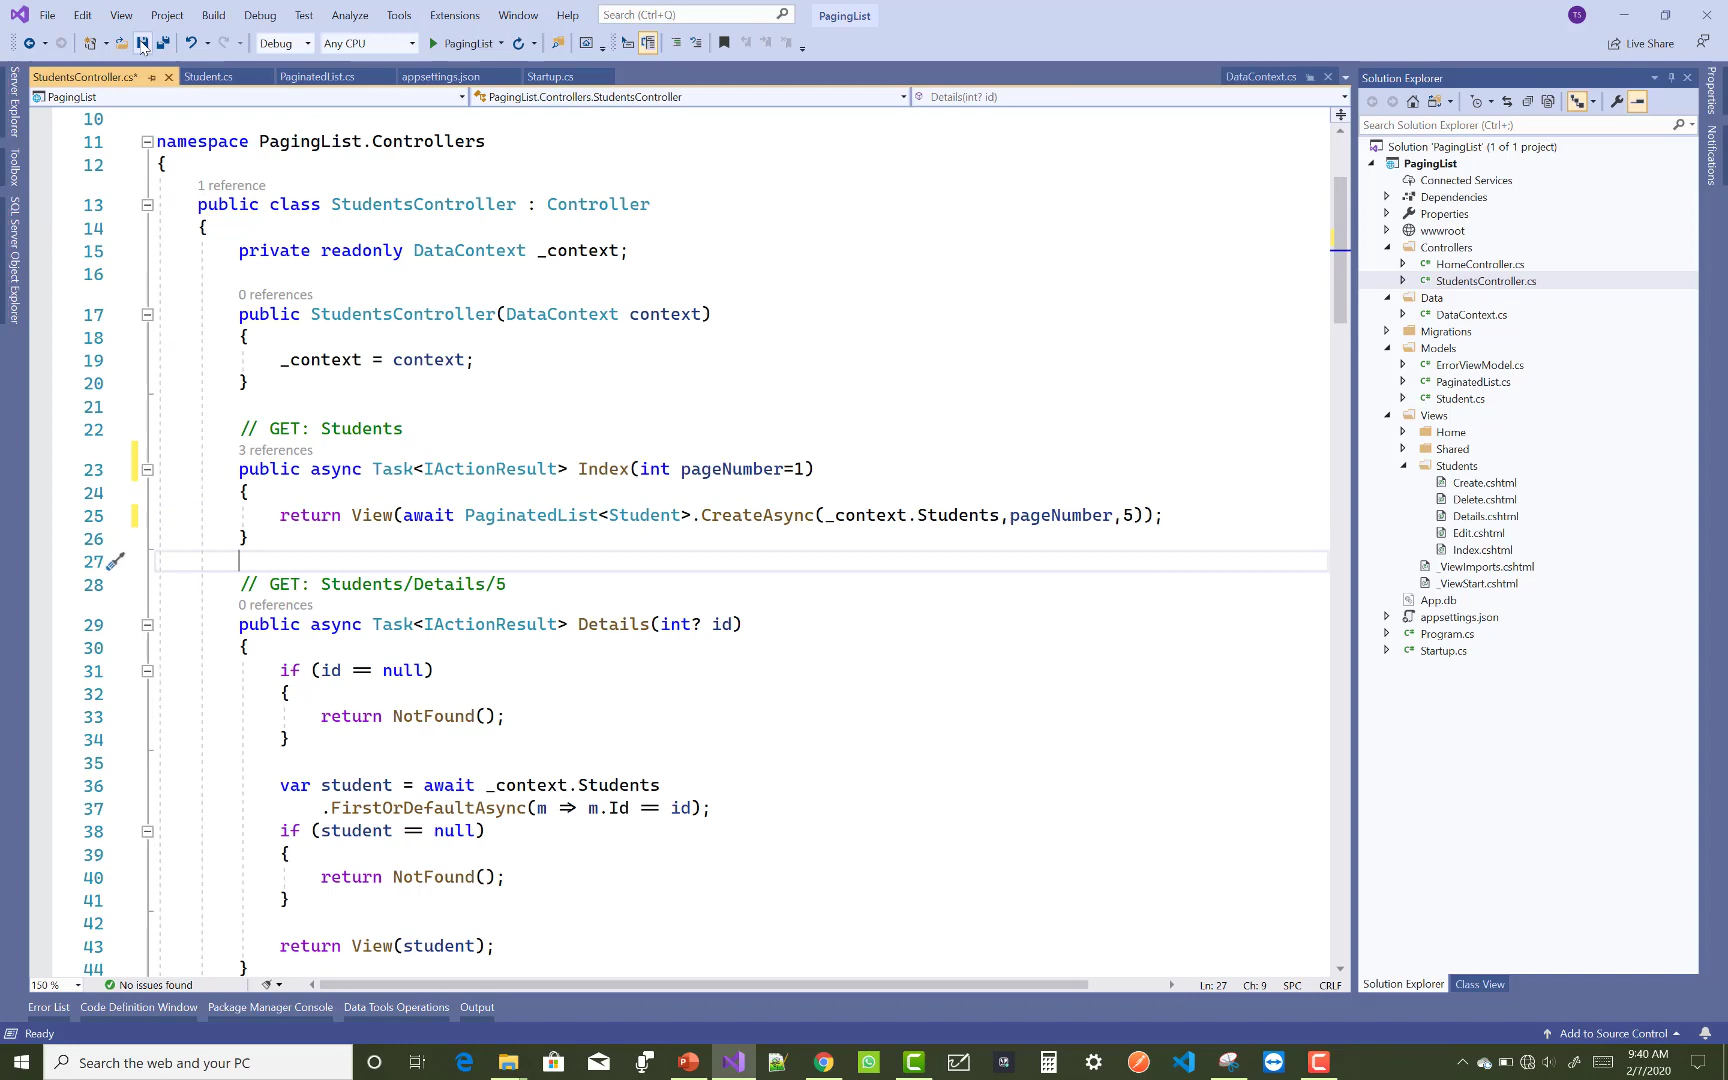 File Edit View Project Build Debug Test Analyze Tools Extensions Window Help Search (Ctrl+Q) PagingList TS
Debug Any CPU PagingList Live Share
StudentsController.cs* Student.cs PaginatedList.cs appsettings.json Startup.cs DataContext.cs
PagingList PagingList.Controllers.StudentsController Details(int? id)
Server Explorer
Toolbox
SQL Server Object Explorer
10
11 namespace PagingList.Controllers
12 {
1 reference
13 public class StudentsController : Controller
14 {
15 private readonly DataContext _context;
16
0 references
17 public StudentsController(DataContext context)
18 {
19 _context = context;
20 }
21
22 // GET: Students
3 references
23 public async Task<IActionResult> Index(int pageNumber=1)
24 {
25 return View(await PaginatedList<Student>.CreateAsync(_context.Students,pageNumber,5));
26 }
27
28 // GET: Students/Details/5
0 references
29 public async Task<IActionResult> Details(int? id)
30 {
31 if (id == null)
32 {
33 return NotFound();
34 }
35
36 var student = await _context.Students
37 .FirstOrDefaultAsync(m => m.Id == id);
38 if (student == null)
39 {
40 return NotFound();
41 }
42
43 return View(student);
44 }
150 % No issues found Ln: 27 Ch: 9 SPC CRLF
Solution Explorer
Search Solution Explorer (Ctrl+;)
Solution 'PagingList' (1 of 1 project)
PagingList
Connected Services
Dependencies
Properties
wwwroot
Controllers
C# HomeController.cs
C# StudentsController.cs
Data
C# DataContext.cs
Migrations
Models
C# ErrorViewModel.cs
C# PaginatedList.cs
C# Student.cs
Views
Home
Shared
Students
Create.cshtml
Delete.cshtml
Details.cshtml
Edit.cshtml
Index.cshtml
_ViewImports.cshtml
_ViewStart.cshtml
App.db
appsettings.json
C# Program.cs
C# Startup.cs
Solution Explorer Class View
Properties
Notifications
Error List Code Definition Window Package Manager Console Data Tools Operations Output
Ready Add to Source Control
Search the web and your PC
9:40 AM
2/7/2020